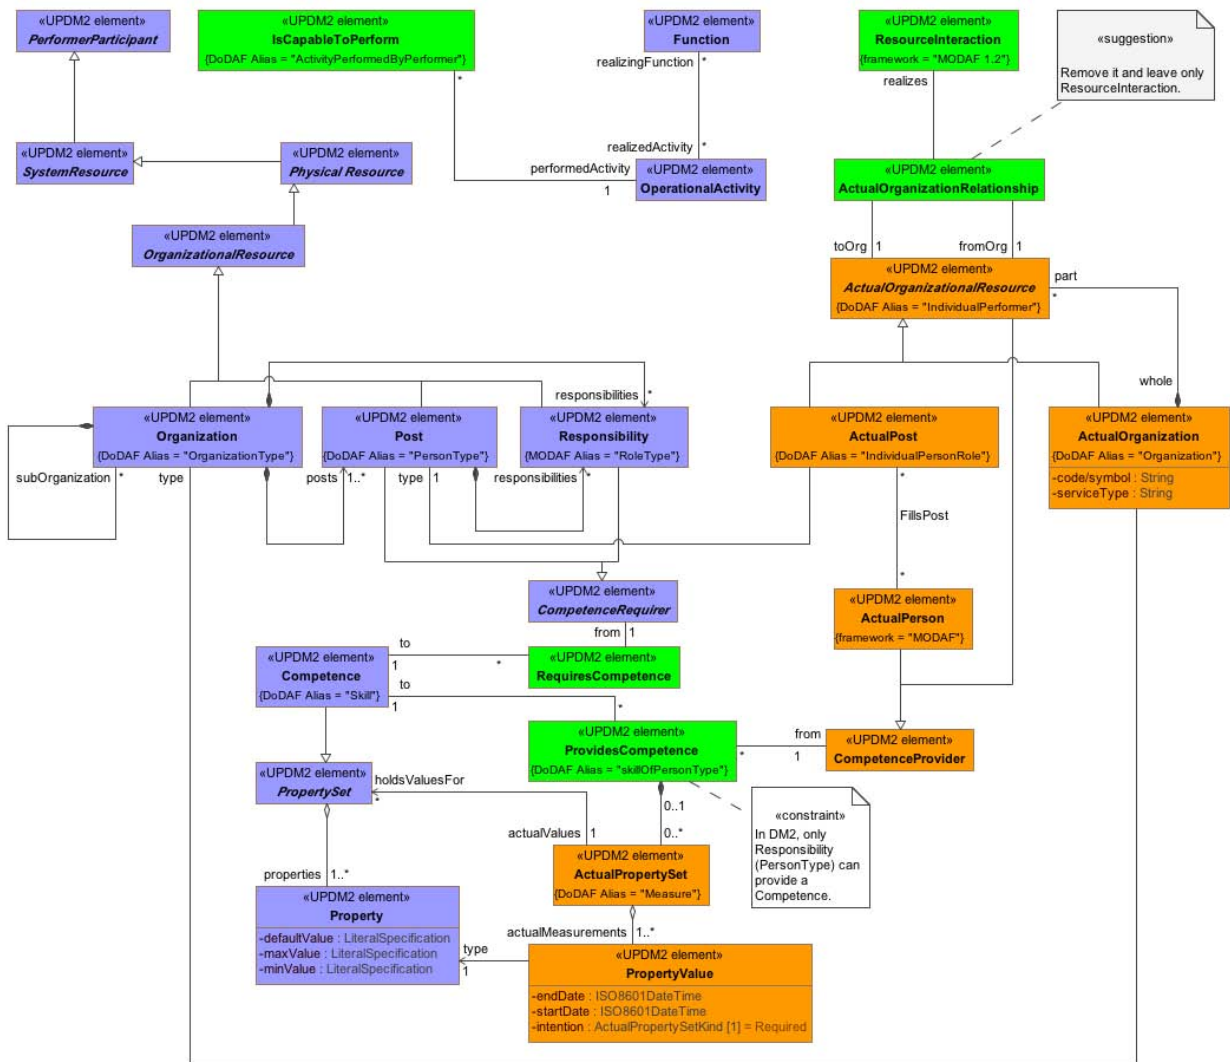 «UPDM2 element»
PerformerParticipant
«UPDM2 element»
IsCapableToPerform
{DoDAF Alias = "ActivityPerformedByPerformer"}
*
«UPDM2 element»
Function
realizingFunction
*
«UPDM2 element»
ResourceInteraction
{framework = "MODAF 1.2"}
realizes
«suggestion»
Remove it and leave only
ResourceInteraction.
«UPDM2 element»
SystemResource
«UPDM2 element»
Physical Resource
realizedActivity
*
performedActivity
1
«UPDM2 element»
OperationalActivity
«UPDM2 element»
ActualOrganizationRelationship
«UPDM2 element»
OrganizationalResource
toOrg
1
fromOrg
1
«UPDM2 element»
ActualOrganizationalResource
{DoDAF Alias = "IndividualPerformer"}
part
*
whole
responsibilities
*
«UPDM2 element»
Organization
{DoDAF Alias = "OrganizationType"}
«UPDM2 element»
Post
{DoDAF Alias = "PersonType"}
«UPDM2 element»
Responsibility
{MODAF Alias = "RoleType"}
«UPDM2 element»
ActualPost
{DoDAF Alias = "IndividualPersonRole"}
«UPDM2 element»
ActualOrganization
{DoDAF Alias = "Organization"}
-code/symbol : String
-serviceType : String
subOrganization
*
type
posts
1..*
type
1
responsibilities
*
*
FillsPost
*
«UPDM2 element»
CompetenceRequirer
from
1
«UPDM2 element»
ActualPerson
{framework = "MODAF"}
«UPDM2 element»
Competence
{DoDAF Alias = "Skill"}
to
1
*
«UPDM2 element»
RequiresCompetence
to
1
*
«UPDM2 element»
ProvidesCompetence
{DoDAF Alias = "skillOfPersonType"}
from
*
1
«UPDM2 element»
CompetenceProvider
«UPDM2 element»
PropertySet
holdsValuesFor
*
0..1
«constraint»
In DM2, only
Responsibility
(PersonType) can
provide a
Competence.
actualValues
1
0..*
«UPDM2 element»
ActualPropertySet
{DoDAF Alias = "Measure"}
properties
1..*
«UPDM2 element»
Property
-defaultValue : LiteralSpecification
-maxValue : LiteralSpecification
-minValue : LiteralSpecification
actualMeasurements
1..*
type
1
«UPDM2 element»
PropertyValue
-endDate : ISO8601DateTime
-startDate : ISO8601DateTime
-intention : ActualPropertySetKind [1] = Required